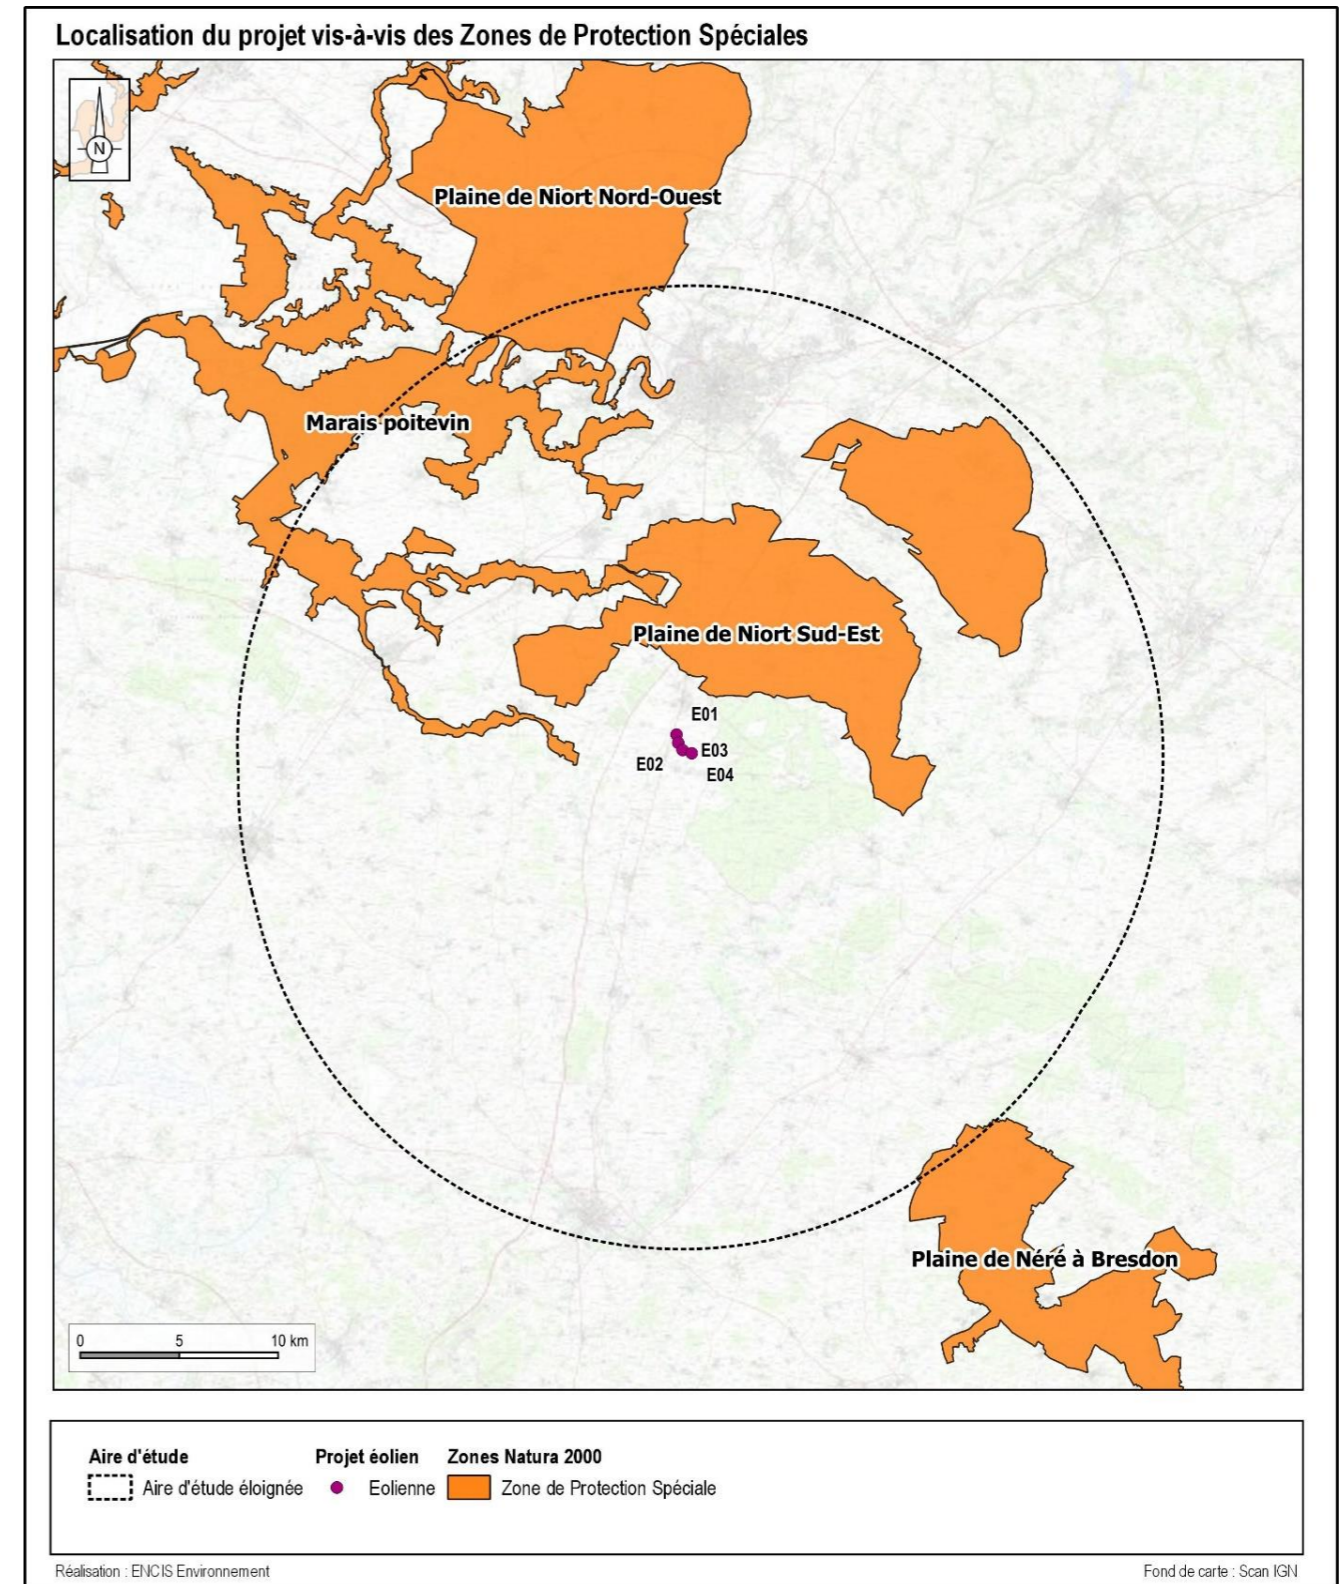 Localisation du projet vis-à-vis des Zones de Protection Spéciales
N
Plaine de Niort Nord-Ouest
Marais poitevin
Plaine de Niort Sud-Est
E01
E03
E02
E04
Plaine de Néré à Bresdon
0 5 10 km
Aire d'étude Projet éolien Zones Natura 2000
Aire d'étude éloignée Eolienne Zone de Protection Spéciale
Réalisation : ENCIS Environnement Fond de carte : Scan IGN